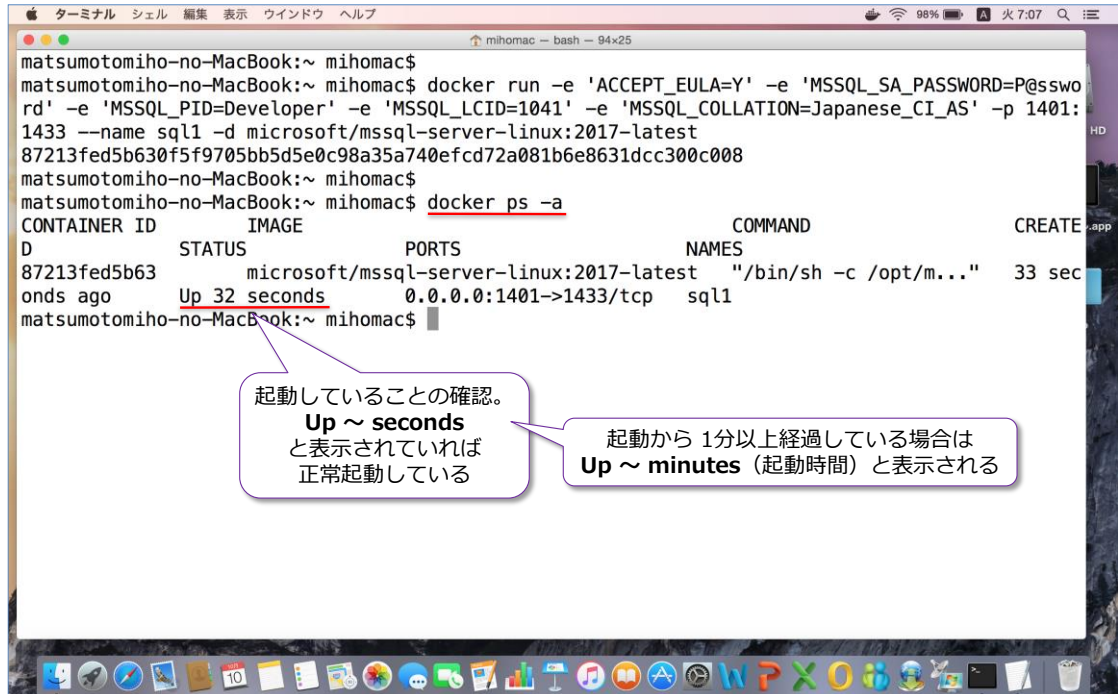 ターミナル シェル 編集 表示 ウインドウ ヘルプ 98% A 火 7:07
mihomac — bash — 94×25
matsumotomiho-no-MacBook:~ mihomac$
matsumotomiho-no-MacBook:~ mihomac$ docker run -e 'ACCEPT_EULA=Y' -e 'MSSQL_SA_PASSWORD=P@sswo
rd' -e 'MSSQL_PID=Developer' -e 'MSSQL_LCID=1041' -e 'MSSQL_COLLATION=Japanese_CI_AS' -p 1401:
1433 --name sql1 -d microsoft/mssql-server-linux:2017-latest
87213fed5b630f5f9705bb5d5e0c98a35a740efcd72a081b6e8631dcc300c008
matsumotomiho-no-MacBook:~ mihomac$
matsumotomiho-no-MacBook:~ mihomac$ docker ps -a
CONTAINER ID IMAGE COMMAND CREATE
D STATUS PORTS NAMES
87213fed5b63 microsoft/mssql-server-linux:2017-latest "/bin/sh -c /opt/m..." 33 sec
onds ago Up 32 seconds 0.0.0.0:1401->1433/tcp sql1
matsumotomiho-no-MacBook:~ mihomac$
HD
.app
起動していることの確認。
Up ～ seconds
と表示されていれば
正常起動している
起動から 1分以上経過している場合は
Up ～ minutes（起動時間）と表示される
10